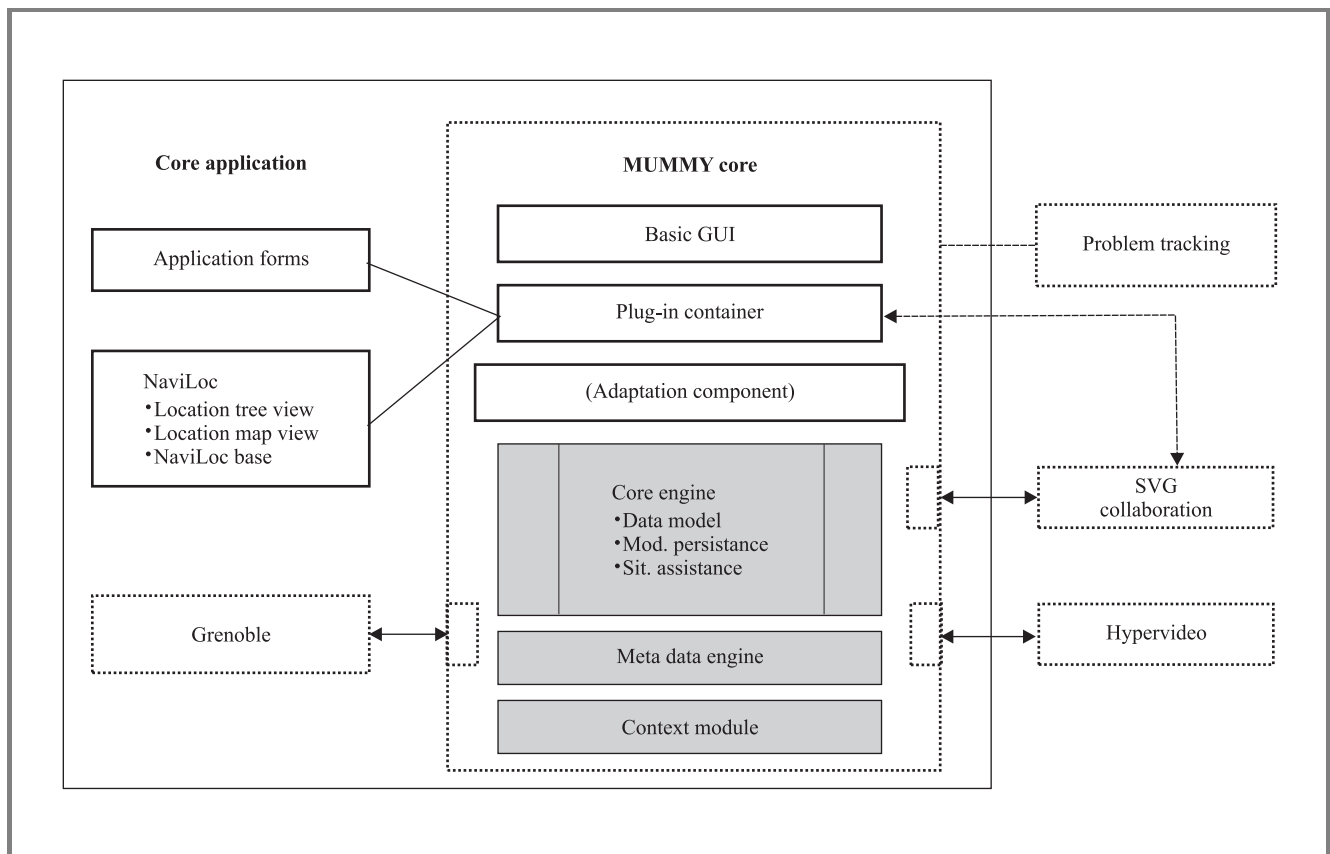 Core application
MUMMY core
Basic GUI
Problem tracking
Application forms
Plug-in container
(Adaptation component)
NaviLoc
•Location tree view
•Location map view
•NaviLoc base
Core engine
•Data model
•Mod. persistance
•Sit. assistance
SVG
collaboration
Grenoble
Hypervideo
Meta data engine
Context module